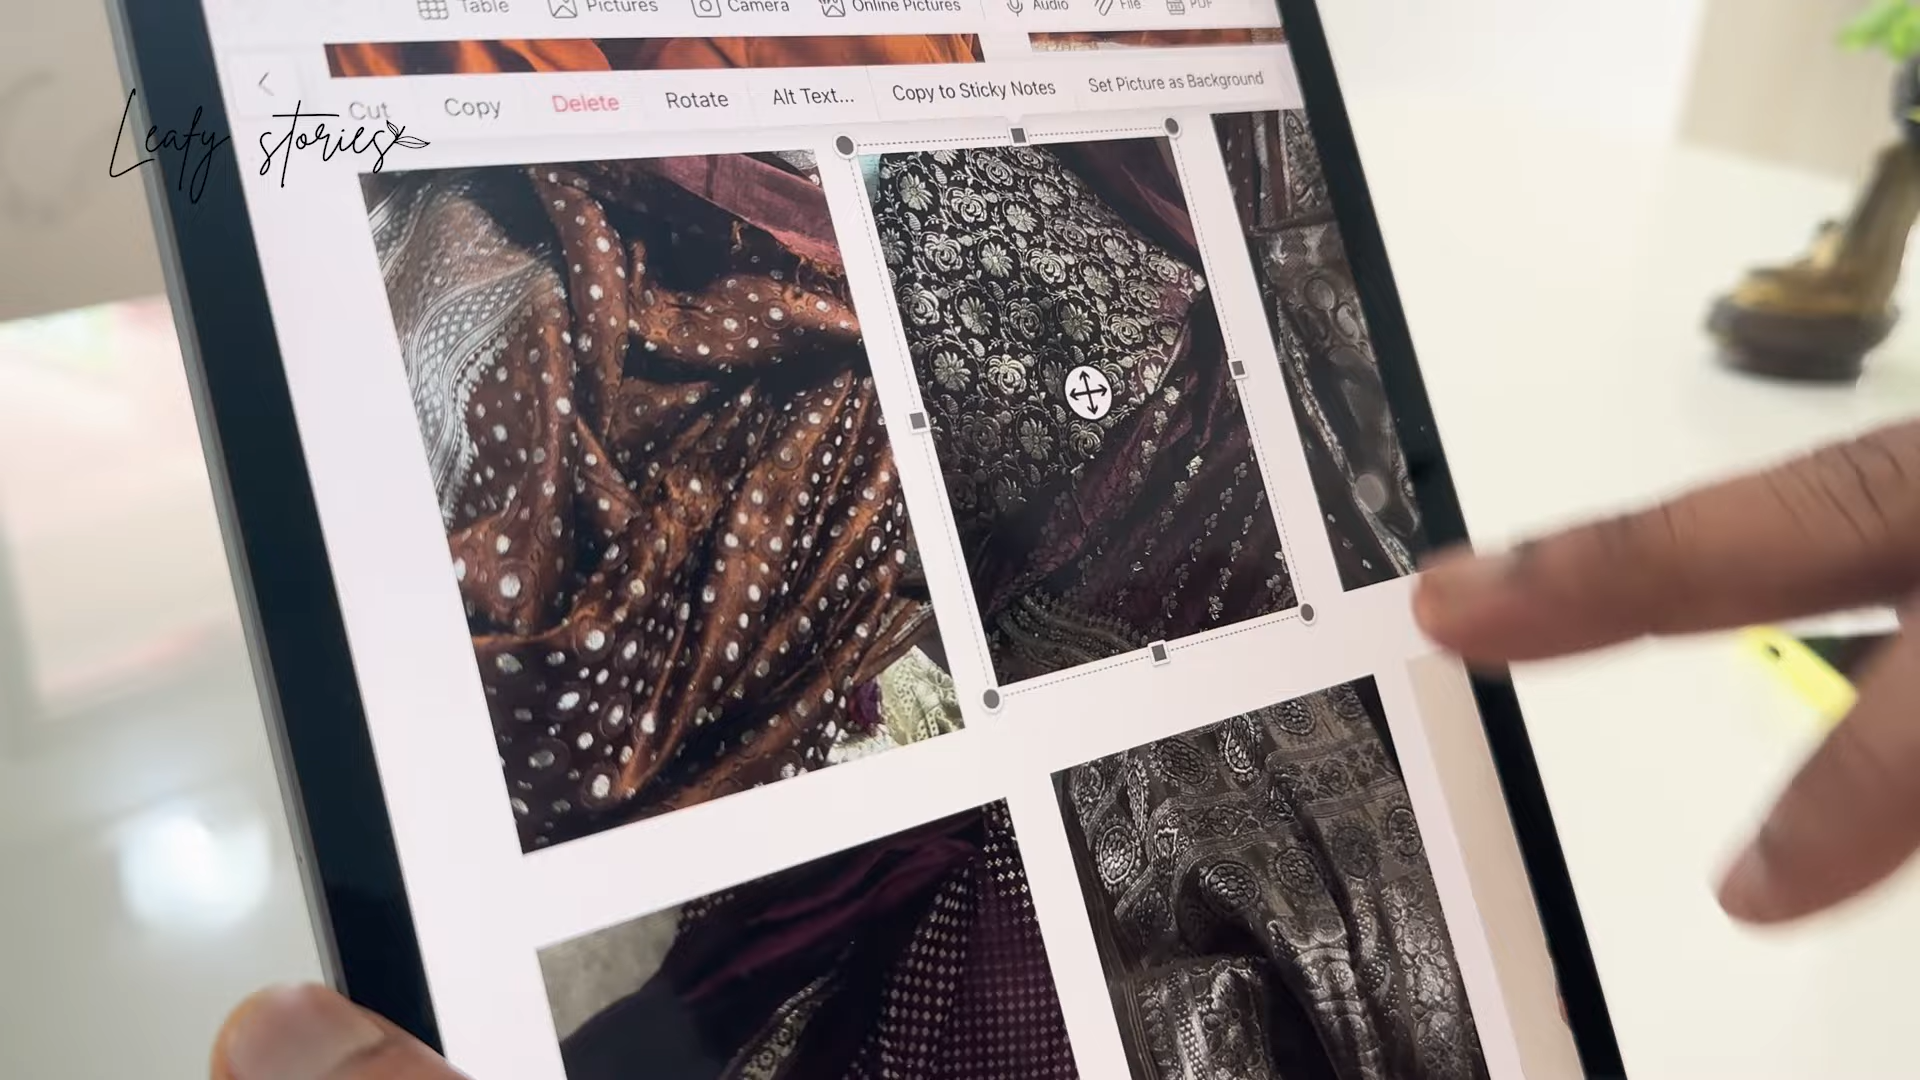 Table Pictures Camera Online Pictures Audio File PDF
Cut Copy Delete Rotate Alt Text... Copy to Sticky Notes Set Picture as Background
Leafy stories